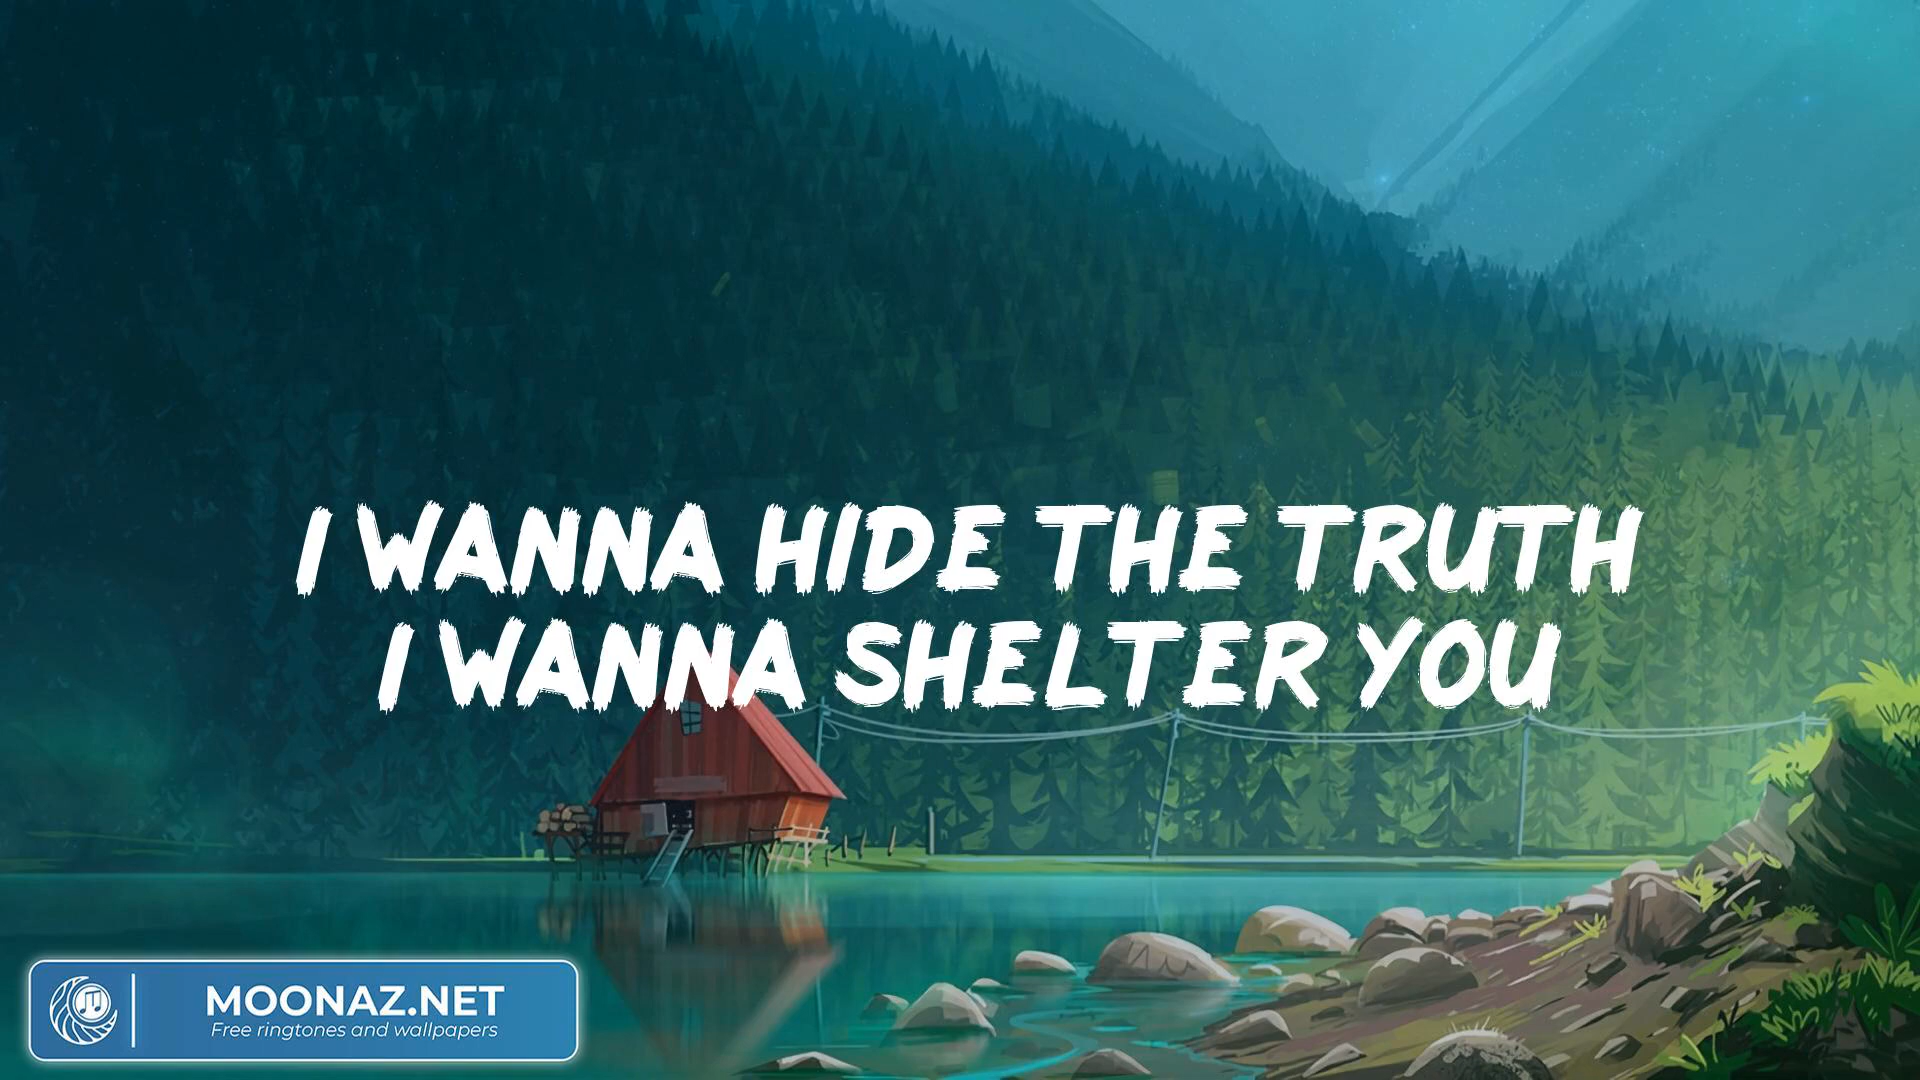 I WANNA HIDE THE TRUTH
I WANNA SHELTER YOU
MOONAZ.NET
Free ringtones and wallpapers